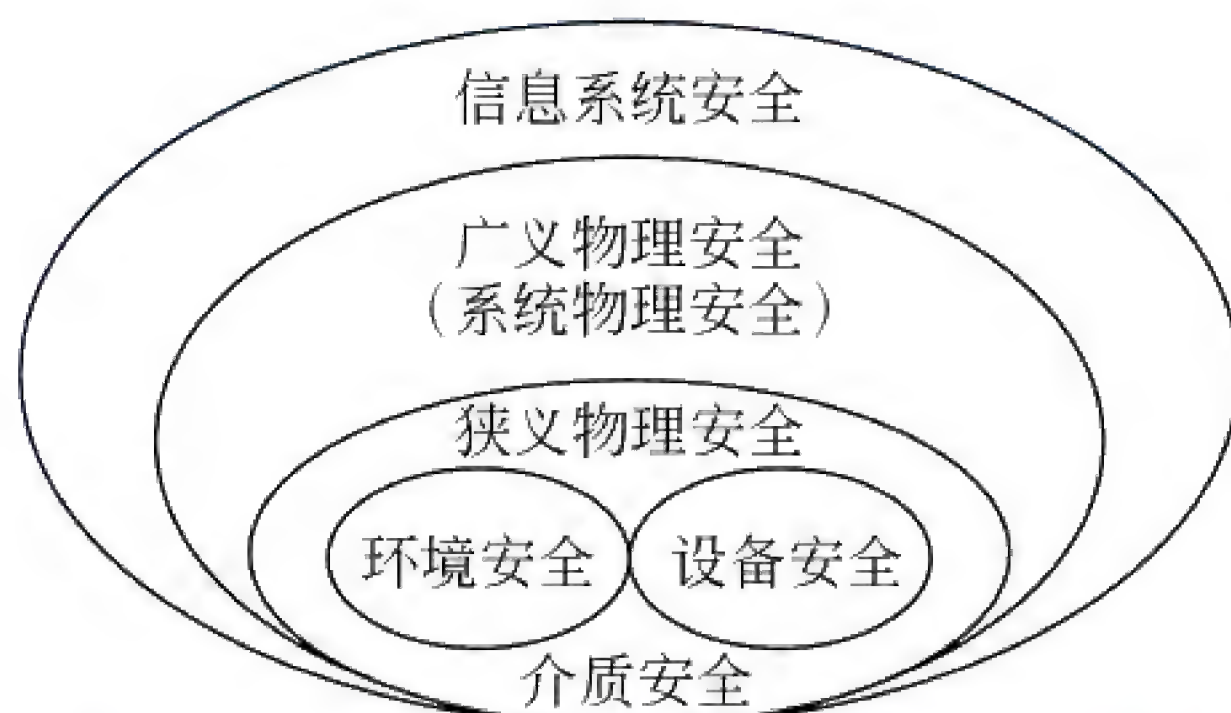 信息系统安全
广义物理安全
（系统物理安全）
狭义物理安全
环境安全 设备安全
介质安全